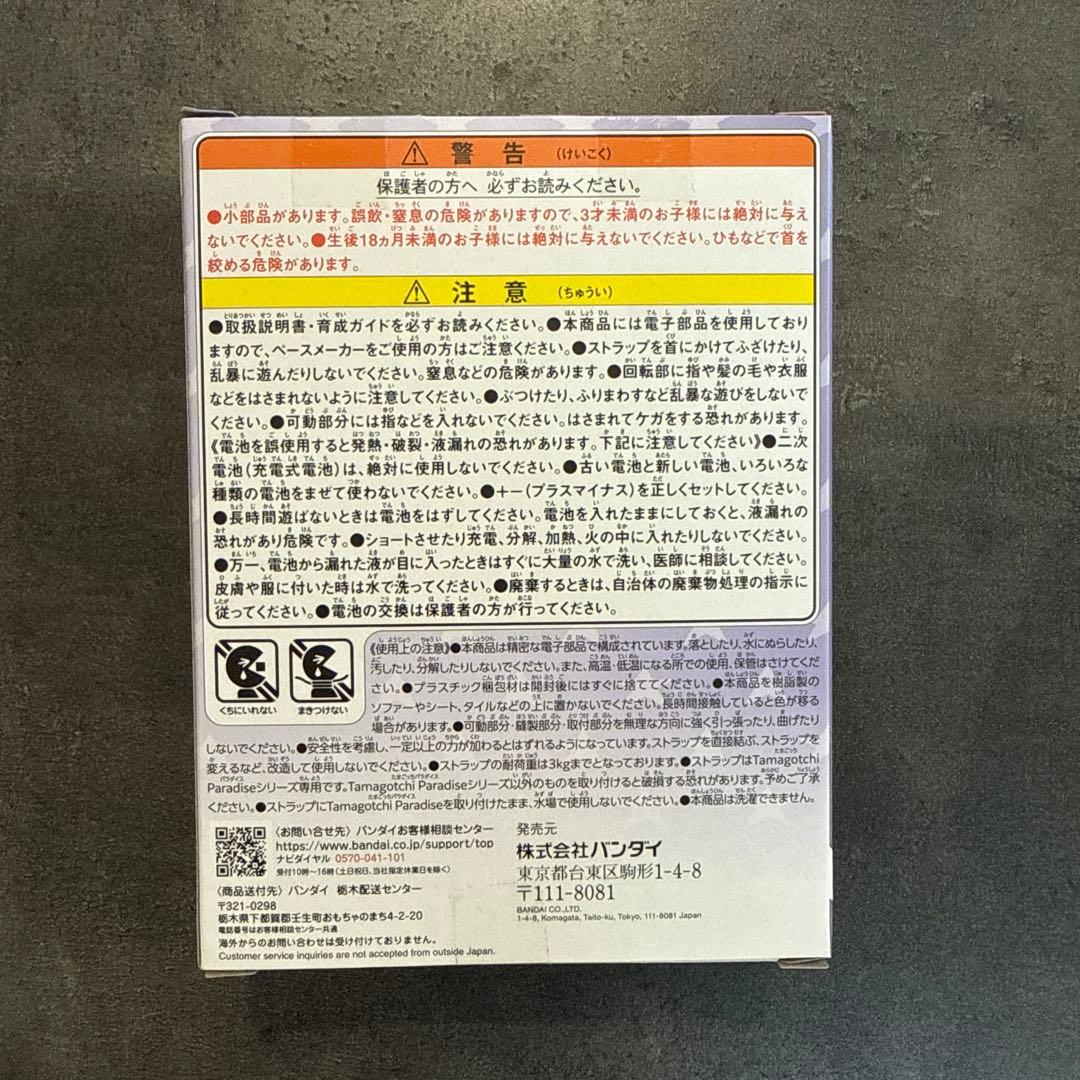 ⚠ 警告 (けいこく)
保護者の方へ 必ずお読みください。
●小部品があります。誤飲・窒息の危険がありますので、3才未満のお子様には絶対に与え
ないでください。●生後18ヵ月未満のお子様には絶対に与えないでください。ひもなどで首を
絞める危険があります。
⚠ 注意 (ちゅうい)
●取扱説明書・育成ガイドを必ずお読みください。●本商品には電子部品を使用しており
ますので、ペースメーカーをご使用の方はご注意ください。●ストラップを首にかけてふざけたり、
乱暴に遊んだりしないでください。窒息などの危険があります。●回転部に指や髪の毛や衣服
などをはさまれないように注意してください。●ぶつけたり、ふりまわすなど乱暴な遊びをしないで
ください。●可動部分には指などを入れないでください。はさまれてケガをする恐れがあります。
《電池を誤使用すると発熱・破裂・液漏れの恐れがあります。下記に注意してください》●二次
電池(充電式電池)は、絶対に使用しないでください。●古い電池と新しい電池、いろいろな
種類の電池をまぜて使わないでください。●+−(プラスマイナス)を正しくセットしてください。
●長時間遊ばないときは電池をはずしてください。電池を入れたままにしておくと、液漏れの
恐れがあり危険です。●ショートさせたり充電、分解、加熱、火の中に入れたりしないでください。
●万一、電池から漏れた液が目に入ったときはすぐに大量の水で洗い、医師に相談してください。
皮膚や服に付いた時は水で洗ってください。●廃棄するときは、自治体の廃棄物処理の指示に
従ってください。●電池の交換は保護者の方が行ってください。
くちにいれない
まきつけない
《使用上の注意》●本商品は精密な電子部品で構成されています。落としたり、水にぬらしたり、
汚したり、分解したりしないでください。また、高温・低温になる所での使用、保管はさけてくだ
さい。●プラスチック梱包材は開封後にはすぐに捨ててください。●本商品を樹脂製の
ソファーやシート、タイルなどの上に置かないでください。長時間接触していると色が移る
場合があります。●可動部分・縫製部分・取付部分を無理な方向に強く引っ張ったり、曲げたり
しないでください。●安全性を考慮し、一定以上の力が加わるとはずれるようになっています。ストラップを直接結ぶ、ストラップを
変えるなど、改造して使用しないでください。●ストラップの耐荷重は3kgまでとなっております。●ストラップはTamagotchi
Paradiseシリーズ専用です。Tamagotchi Paradiseシリーズ以外のものを取り付けると破損する恐れがあります。予めご了承
ください。●ストラップにTamagotchi Paradiseを取り付けたまま、水場で使用しないでください。●本商品は洗濯できません。
〈お問い合せ先〉バンダイお客様相談センター
https://www.bandai.co.jp/support/top
ナビダイヤル 0570-041-101
受付10時〜16時(土日祝日、当社指定休業日を除く)
〈商品送付先〉バンダイ 栃木配送センター
〒321-0298
栃木県下都賀郡壬生町おもちゃのまち4-2-20
電話番号はお客様相談センター共通
海外からのお問い合わせは受け付けておりません。
Customer service inquiries are not accepted from outside Japan.
発売元
株式会社バンダイ
東京都台東区駒形1-4-8
〒111-8081
BANDAI CO.,LTD.
1-4-8, Komagata, Taito-ku, Tokyo, 111-8081 Japan